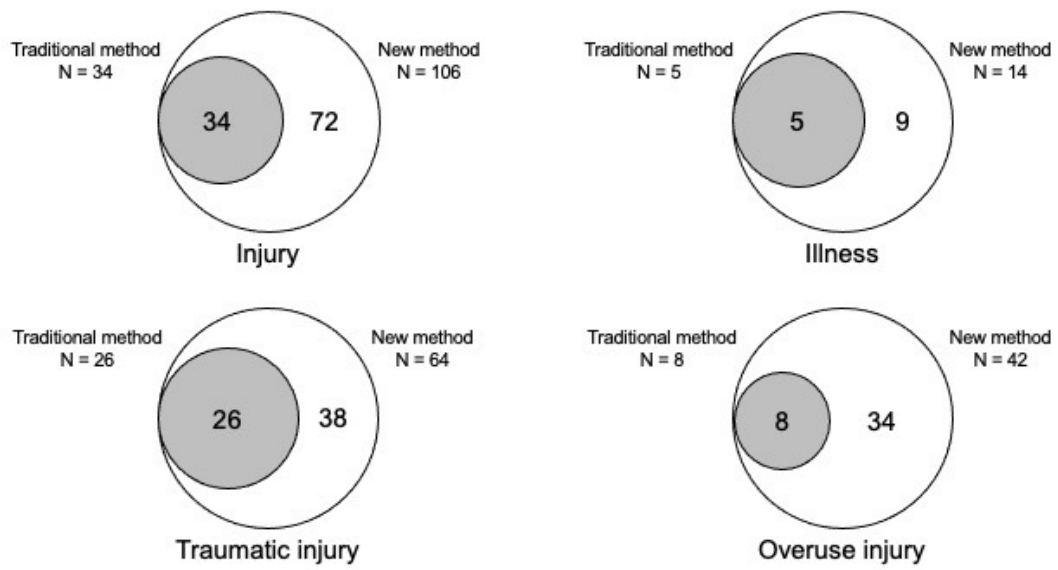 Traditional method
N = 34
New method
N = 106
34
72
Injury
Traditional method
N = 5
New method
N = 14
5
9
Illness
Traditional method
N = 26
New method
N = 64
26
38
Traumatic injury
Traditional method
N = 8
New method
N = 42
8
34
Overuse injury